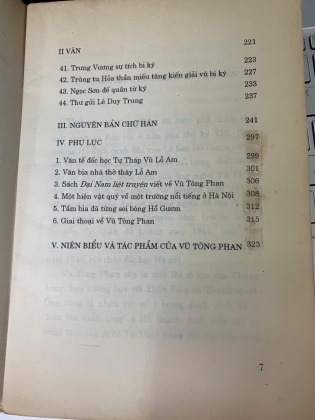 II VĂN 221
41. Trưng Vương sự tích bi ký 223
42. Trùng tu Hỏa thần miếu tăng kiến giải vũ bi ký 227
43. Ngọc Sơn đế quân từ ký 233
44. Thư gửi Lê Duy Trung 237
III. NGUYÊN BẢN CHỮ HÁN 241
IV. PHỤ LỤC 297
1. Văn tế đốc học Tự Tháp Vũ Lỗ Am 299
2. Văn bia nhà thờ thày Lỗ Am 301
3. Sách Đại Nam liệt truyện viết về Vũ Tông Phan 306
4. Một hiện vật quý về một trường nổi tiếng ở Hà Nội 308
5. Tấm bia đã từng soi bóng Hồ Gươm 312
6. Giai thoại về Vũ Tông Phan 315
V. NIÊN BIỂU VÀ TÁC PHẨM CỦA VŨ TÔNG PHAN 323
7